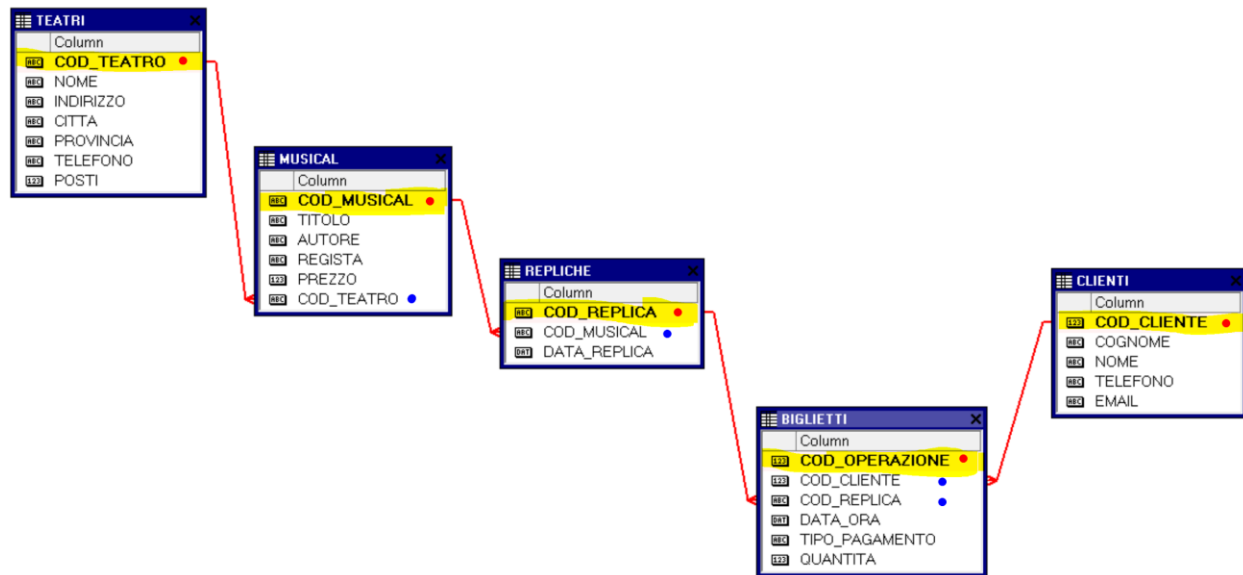 TEATRI
Column
COD_TEATRO
NOME
INDIRIZZO
CITTA
PROVINCIA
TELEFONO
POSTI
MUSICAL
Column
COD_MUSICAL
TITOLO
AUTORE
REGISTA
PREZZO
COD_TEATRO
REPLICHE
Column
COD_REPLICA
COD_MUSICAL
DATA_REPLICA
BIGLIETTI
Column
COD_OPERAZIONE
COD_CLIENTE
COD_REPLICA
DATA_ORA
TIPO_PAGAMENTO
QUANTITA
CLIENTI
Column
COD_CLIENTE
COGNOME
NOME
TELEFONO
EMAIL